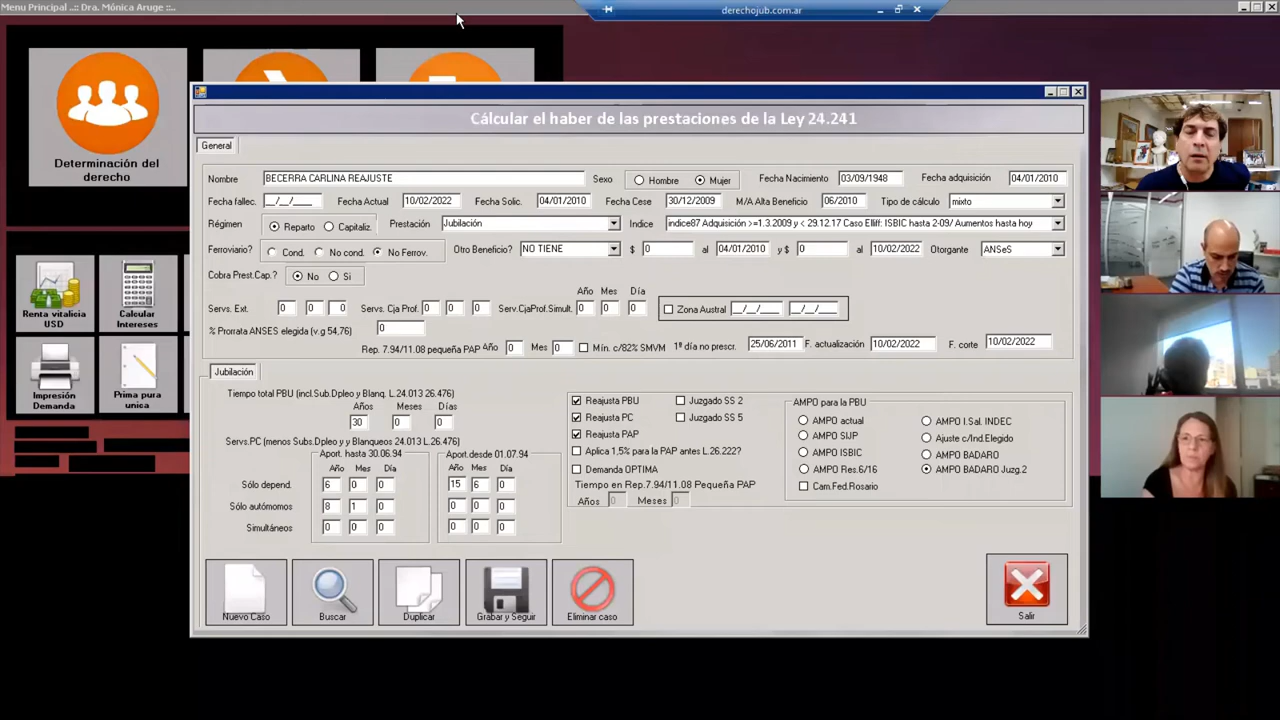 Menu Principal ..:: Dra. Mónica Aruge ::..
derechojub.com.ar
Determinación del
derecho
Renta vitalicia
USD
Calcular
Intereses
Impresión
Demanda
Prima pura
unica
Cálcular el haber de las prestaciones de la Ley 24.241
General
Nombre BECERRA CARLINA REAJUSTE Sexo Hombre Mujer Fecha Nacimiento 03/09/1948 Fecha adquisición 04/01/2010
Fecha fallec. __/__/____ Fecha Actual 10/02/2022 Fecha Solic. 04/01/2010 Fecha Cese 30/12/2009 M/A Alta Beneficio 06/2010 Tipo de cálculo mixto
Régimen Reparto Capitaliz. Prestación Jubilación Indice indice87 Adquisición >=1.3.2009 y < 29.12.17 Caso Elliff: ISBIC hasta 2-09/ Aumentos hasta hoy
Ferroviario? Cond. No cond. No Ferrov. Otro Beneficio? NO TIENE $ 0 al 04/01/2010 y $ 0 al 10/02/2022 Otorgante ANSeS
Cobra Prest.Cap.? No Si
Año Mes Día
Servs. Ext. 0 0 0 Servs. Cja Prof. 0 0 0 Serv.CjaProf.Simult. 0 0 0 Zona Austral __/__/____ __/__/____
% Prorrata ANSES elegida (v.g 54,76) 0
Rep. 7.94/11.08 pequeña PAP Año 0 Mes 0 Mín. c/82% SMVM 1º día no prescr. 25/06/2011 F. actualización 10/02/2022 F. corte 10/02/2022
Jubilación
Tiempo total PBU (incl.Sub.Dpleo y Blanq. L.24.013 26.476)
Años Meses Días
30 0 0
Servs.PC (menos Subs.Dpleo y y Blanqueos 24.013 L.26.476)
Aport. hasta 30.06.94 Aport.desde 01.07.94
Año Mes Día Año Mes Día
Sólo depend. 6 0 0 15 6 0
Sólo autómomos 8 1 0 0 0 0
Simultáneos 0 0 0 0 0 0
Reajusta PBU Juzgado SS 2
Reajusta PC Juzgado SS 5
Reajusta PAP
Aplica 1,5% para la PAP antes L.26.222?
Demanda OPTIMA
Tiempo en Rep.7.94/11.08 Pequeña PAP
Años 0 Meses 0
AMPO para la PBU
AMPO actual AMPO I.Sal. INDEC
AMPO SIJP Ajuste c/Ind.Elegido
AMPO ISBIC AMPO BADARO
AMPO Res.6/16 AMPO BADARO Juzg.2
Cam.Fed.Rosario
Nuevo Caso Buscar Duplicar Grabar y Seguir Eliminar caso Salir